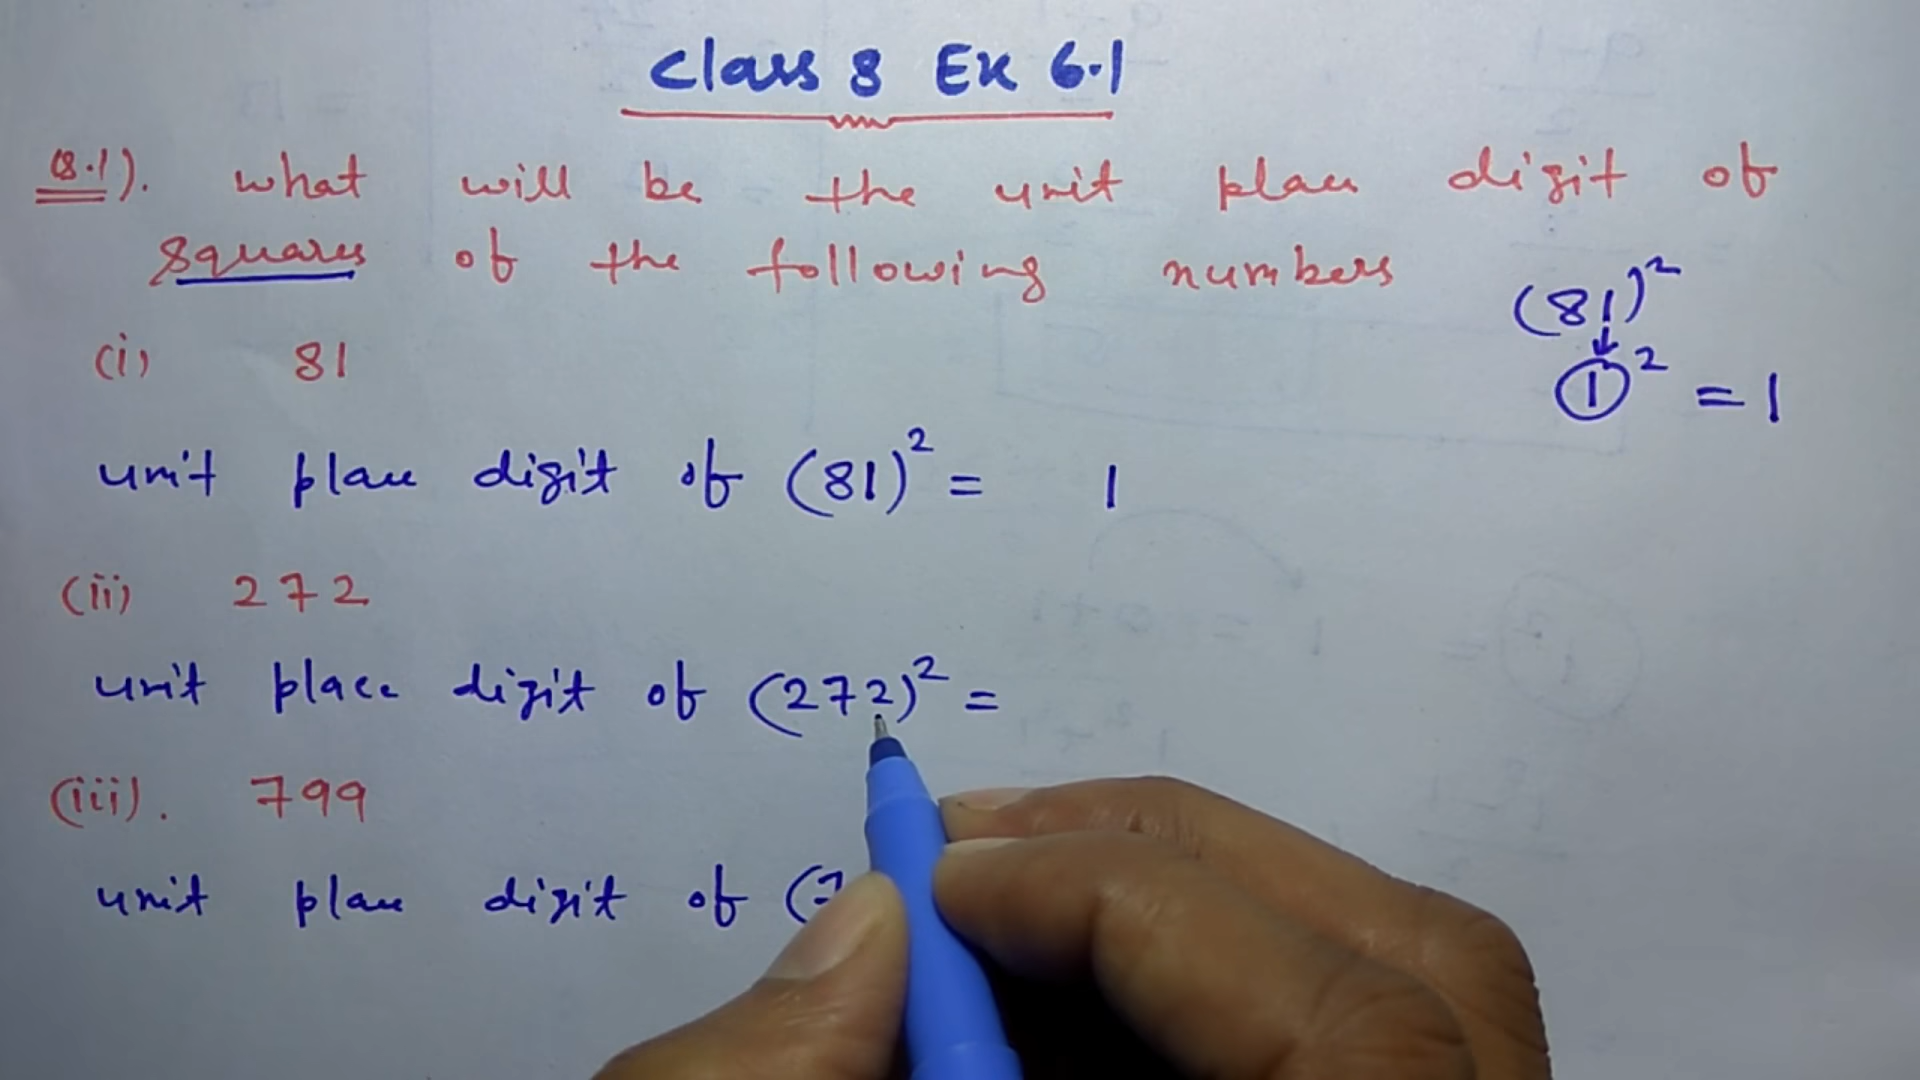 Class 8 Ex 6.1
Q.1). what will be the unit place digit of
squares of the following numbers
(81)²
(i) 81
1² = 1
unit place digit of (81)² = 1
(ii) 272
unit place digit of (272)² =
(iii). 799
unit place digit of (7